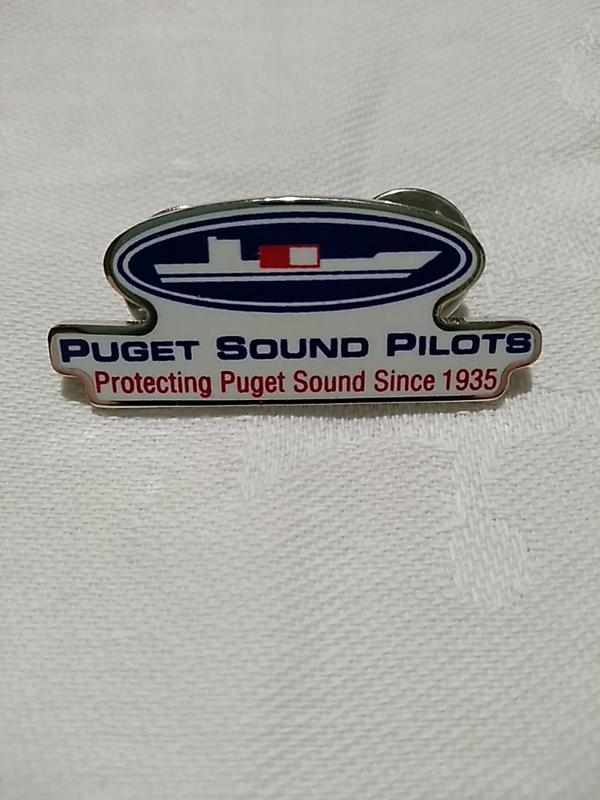 PUGET SOUND PILOTS
Protecting Puget Sound Since 1935